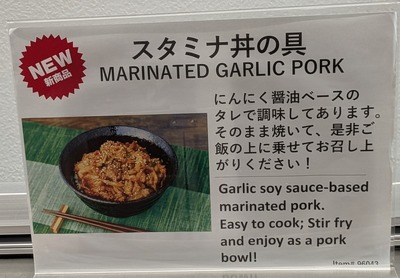 NEW
新商品
スタミナ丼の具
MARINATED GARLIC PORK
にんにく醤油ベースの
タレで調味してあります。
そのまま焼いて、是非ご
飯の上に乗せてお召し上
がりください！
Garlic soy sauce-based
marinated pork.
Easy to cook; Stir fry
and enjoy as a pork
bowl!
Item# 96043